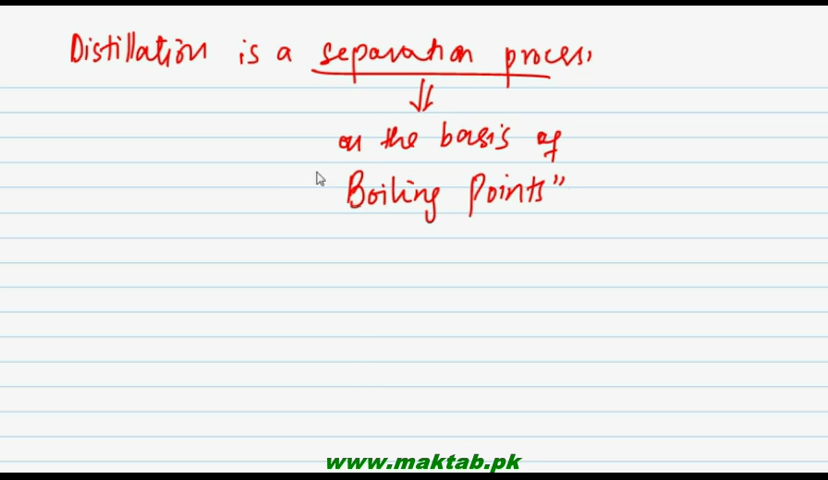 Distillation is a separation process.
on the basis of
Boiling Points"
www.maktab.pk